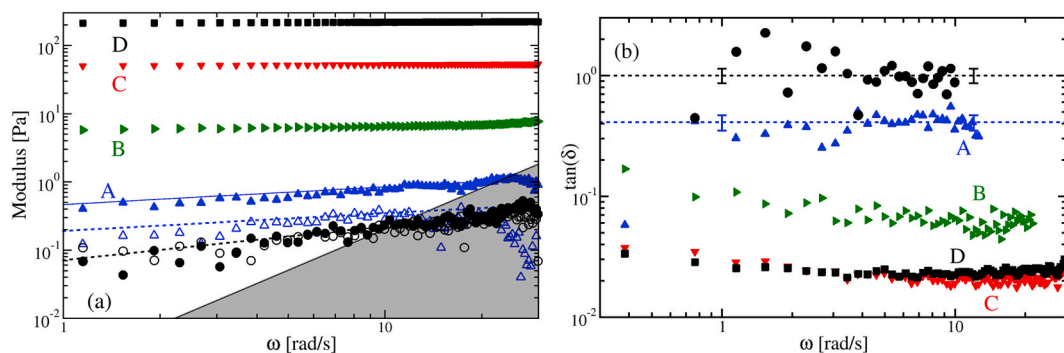 (a)
Modulus [Pa]
10²
10¹
10⁰
10⁻¹
10⁻²
D
C
B
A
1
10
ω [rad/s]
(b)
tan(δ)
10⁰
10⁻¹
10⁻²
A
B
D
C
1
10
ω [rad/s]